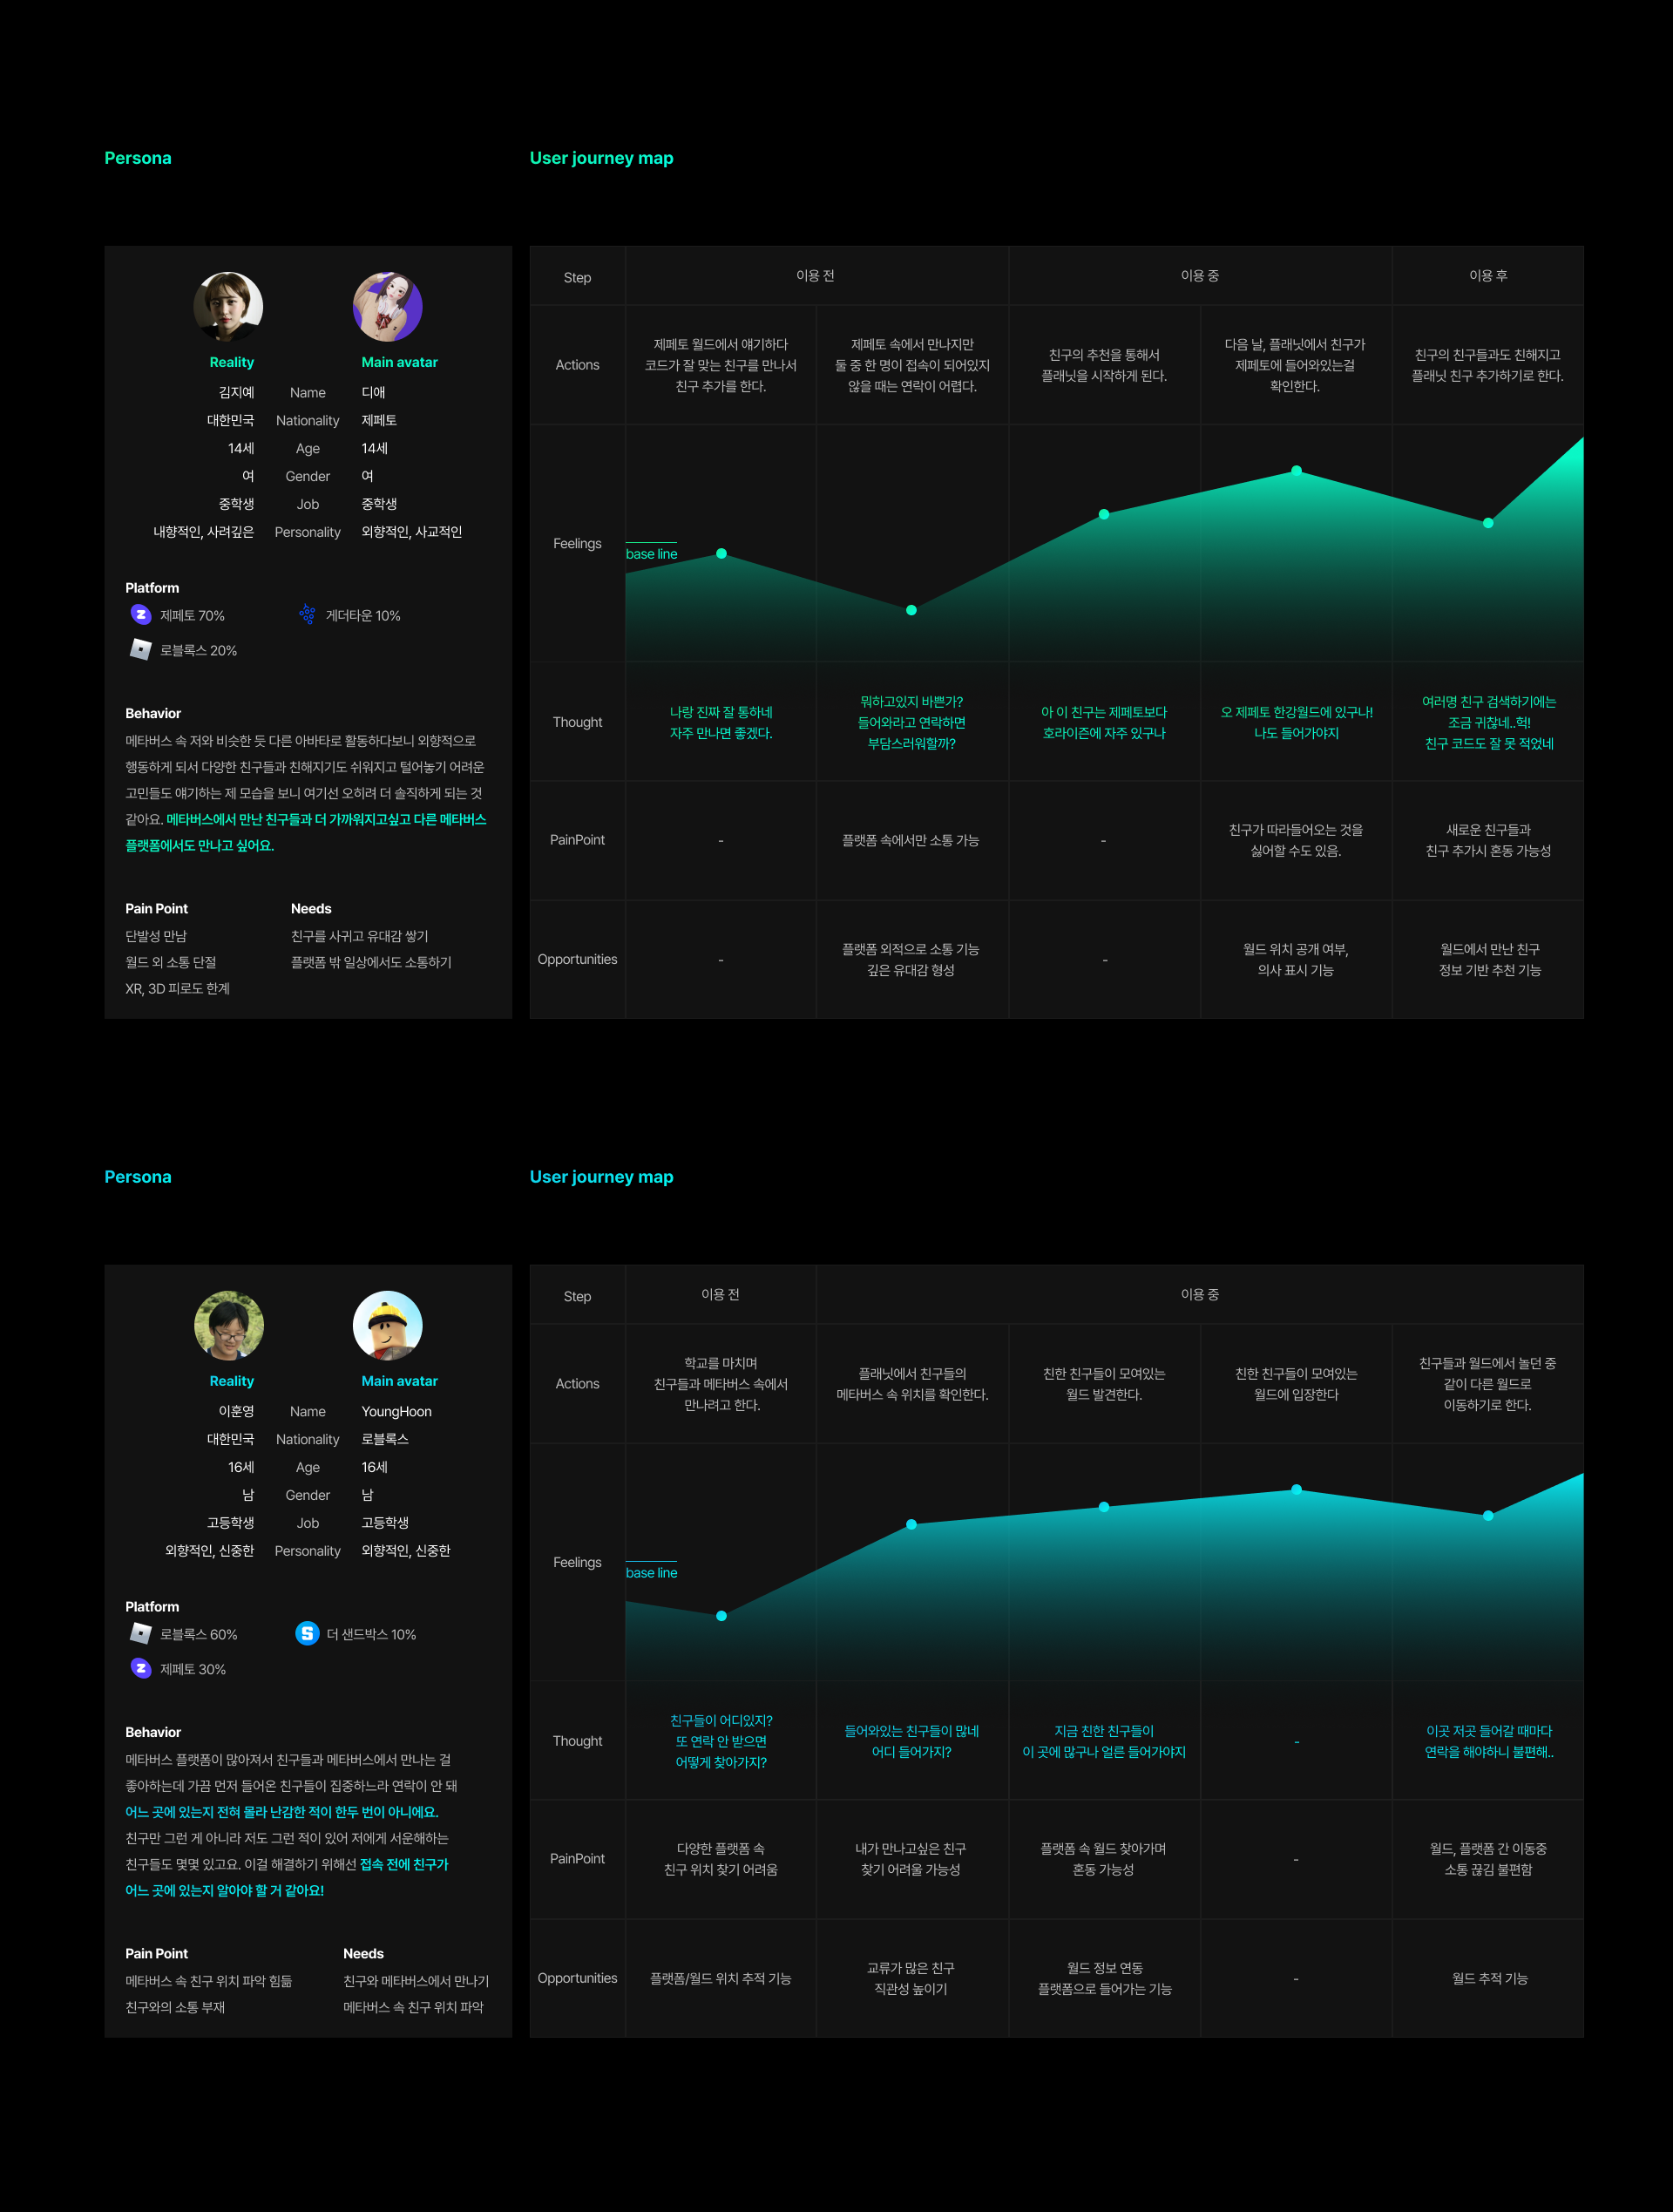 Persona
User journey map
Reality
Main avatar
김지예 Name 디애
대한민국 Nationality 제페토
14세 Age 14세
여 Gender 여
중학생 Job 중학생
내향적인, 사려깊은 Personality 외향적인, 사교적인
Platform
제페토 70%
게더타운 10%
로블록스 20%
Behavior
메타버스 속 저와 비슷한 듯 다른 아바타로 활동하다보니 외향적으로
행동하게 되서 다양한 친구들과 친해지기도 쉬워지고 털어놓기 어려운
고민들도 얘기하는 제 모습을 보니 여기선 오히려 더 솔직하게 되는 것
같아요. 메타버스에서 만난 친구들과 더 가까워지고싶고 다른 메타버스
플랫폼에서도 만나고 싶어요.
Pain Point
단발성 만남
월드 외 소통 단절
XR, 3D 피로도 한계
Needs
친구를 사귀고 유대감 쌓기
플랫폼 밖 일상에서도 소통하기
Step
이용 전
이용 중
이용 후
Actions
제페토 월드에서 얘기하다
코드가 잘 맞는 친구를 만나서
친구 추가를 한다.
제페토 속에서 만나지만
둘 중 한 명이 접속이 되어있지
않을 때는 연락이 어렵다.
친구의 추천을 통해서
플래닛을 시작하게 된다.
다음 날, 플래닛에서 친구가
제페토에 들어와있는걸
확인한다.
친구의 친구들과도 친해지고
플래닛 친구 추가하기로 한다.
Feelings
base line
Thought
나랑 진짜 잘 통하네
자주 만나면 좋겠다.
뭐하고있지 바쁜가?
들어와라고 연락하면
부담스러워할까?
아 이 친구는 제페토보다
호라이즌에 자주 있구나
오 제페토 한강월드에 있구나!
나도 들어가야지
여러명 친구 검색하기에는
조금 귀찮네..헉!
친구 코드도 잘 못 적었네
PainPoint
-
플랫폼 속에서만 소통 가능
-
친구가 따라들어오는 것을
싫어할 수도 있음.
새로운 친구들과
친구 추가시 혼동 가능성
Opportunities
-
플랫폼 외적으로 소통 기능
깊은 유대감 형성
-
월드 위치 공개 여부,
의사 표시 기능
월드에서 만난 친구
정보 기반 추천 기능
Persona
User journey map
Reality
Main avatar
이훈영 Name YoungHoon
대한민국 Nationality 로블록스
16세 Age 16세
남 Gender 남
고등학생 Job 고등학생
외향적인, 신중한 Personality 외향적인, 신중한
Platform
로블록스 60%
더 샌드박스 10%
제페토 30%
Behavior
메타버스 플랫폼이 많아져서 친구들과 메타버스에서 만나는 걸
좋아하는데 가끔 먼저 들어온 친구들이 집중하느라 연락이 안 돼
어느 곳에 있는지 전혀 몰라 난감한 적이 한두 번이 아니에요.
친구만 그런 게 아니라 저도 그런 적이 있어 저에게 서운해하는
친구들도 몇몇 있고요. 이걸 해결하기 위해선 접속 전에 친구가
어느 곳에 있는지 알아야 할 거 같아요!
Pain Point
메타버스 속 친구 위치 파악 힘듦
친구와의 소통 부재
Needs
친구와 메타버스에서 만나기
메타버스 속 친구 위치 파악
Step
이용 전
이용 중
Actions
학교를 마치며
친구들과 메타버스 속에서
만나려고 한다.
플래닛에서 친구들의
메타버스 속 위치를 확인한다.
친한 친구들이 모여있는
월드 발견한다.
친한 친구들이 모여있는
월드에 입장한다
친구들과 월드에서 놀던 중
같이 다른 월드로
이동하기로 한다.
Feelings
base line
Thought
친구들이 어디있지?
또 연락 안 받으면
어떻게 찾아가지?
들어와있는 친구들이 많네
어디 들어가지?
지금 친한 친구들이
이 곳에 많구나 얼른 들어가야지
-
이곳 저곳 들어갈 때마다
연락을 해야하니 불편해..
PainPoint
다양한 플랫폼 속
친구 위치 찾기 어려움
내가 만나고싶은 친구
찾기 어려울 가능성
플랫폼 속 월드 찾아가며
혼동 가능성
-
월드, 플랫폼 간 이동중
소통 끊김 불편함
Opportunities
플랫폼/월드 위치 추적 기능
교류가 많은 친구
직관성 높이기
월드 정보 연동
플랫폼으로 들어가는 기능
-
월드 추적 기능